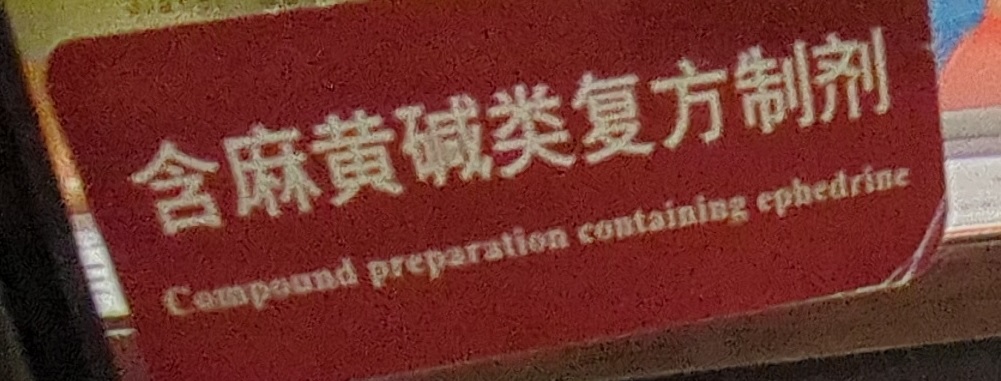 含麻黄碱类复方制剂
Compound preparation containing ephedrine